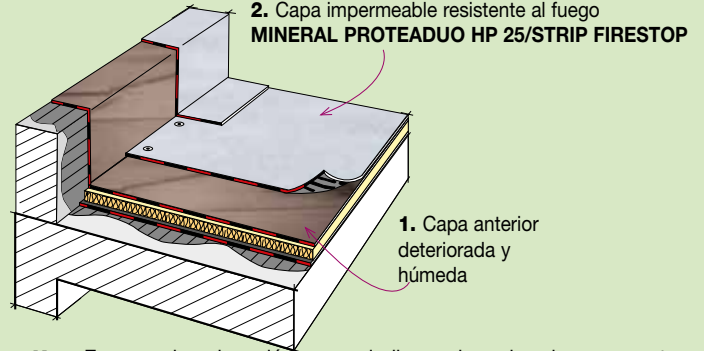 2. Capa impermeable resistente al fuego
MINERAL PROTEADUO HP 25/STRIP FIRESTOP
1. Capa anterior
deteriorada y
húmeda